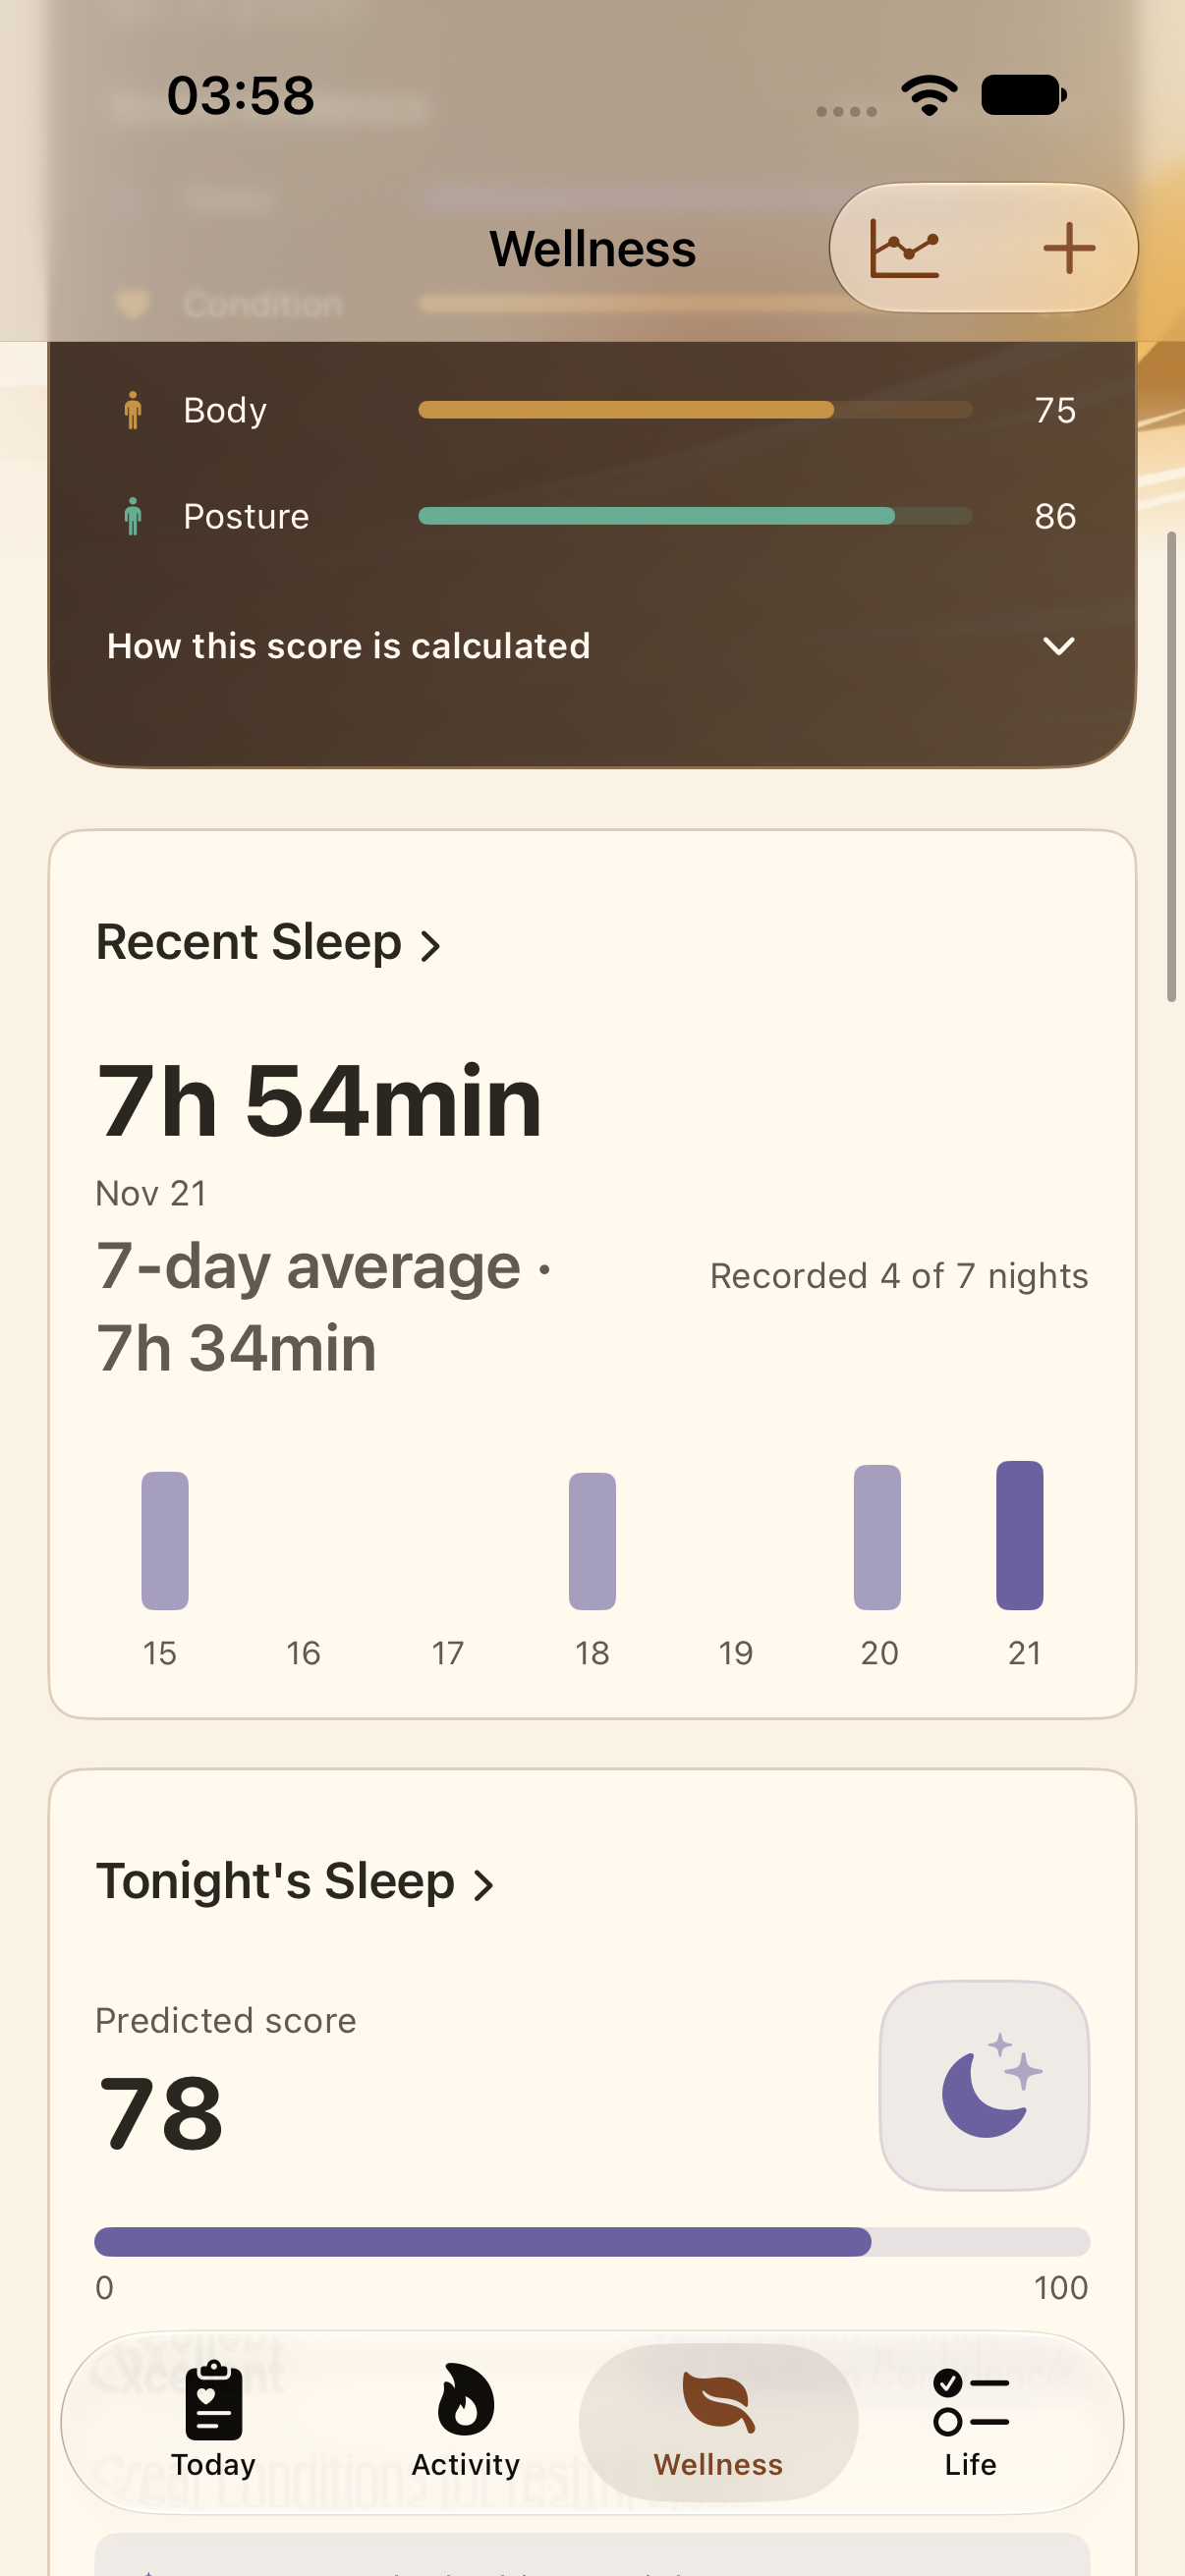 03:58
Wellness
Condition
Body 75
Posture 86
How this score is calculated
Recent Sleep
7h 54min
Nov 21
7-day average ·
7h 34min
Recorded 4 of 7 nights
15 16 17 18 19 20 21
Tonight's Sleep
Predicted score
78
0 100
Today Activity Wellness Life